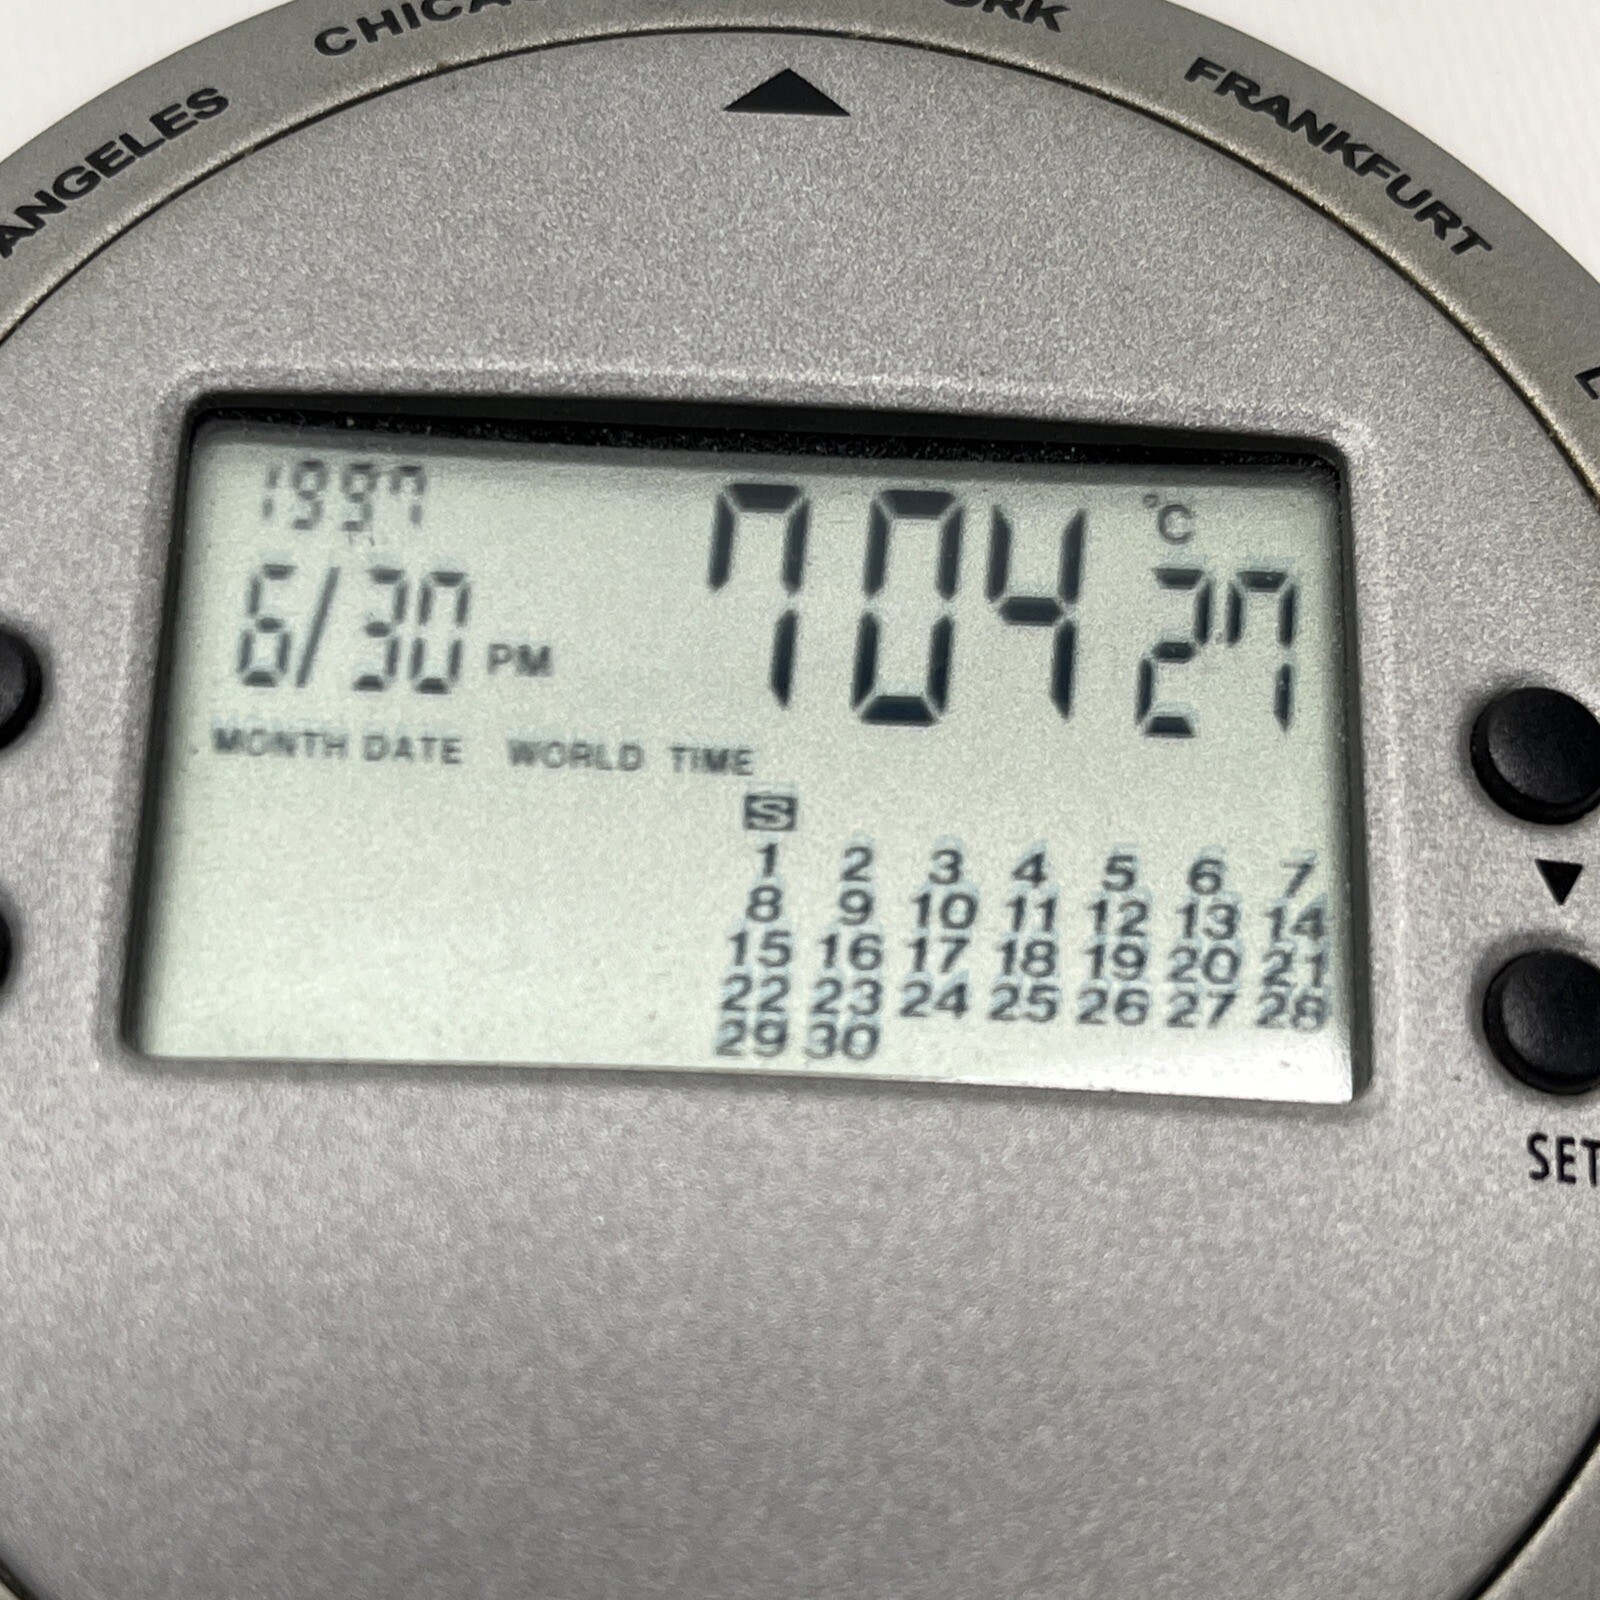 ANGELES
FRANKFURT
1997
704
°C
27
6/30 PM
MONTH DATE WORLD TIME
S
1 2 3 4 5 6 7
8 9 10 11 12 13 14
15 16 17 18 19 20 21
22 23 24 25 26 27 28
29 30
SET